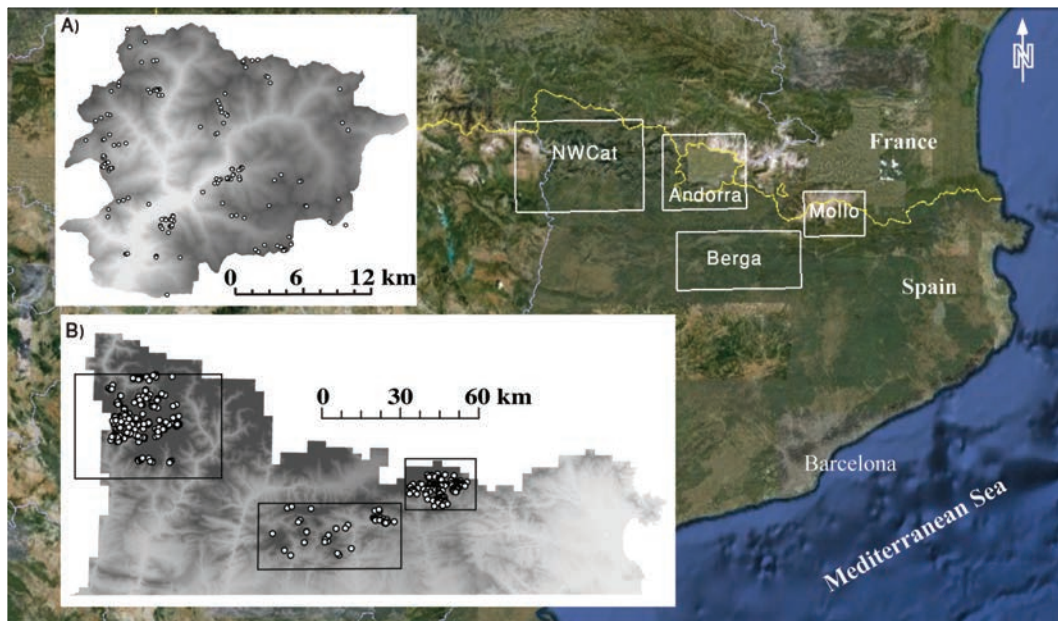 A)
0 6 12 km
B)
0 30 60 km
N
NWCat
Andorra
France
Mollo
Berga
Spain
Barcelona
Mediterranean Sea